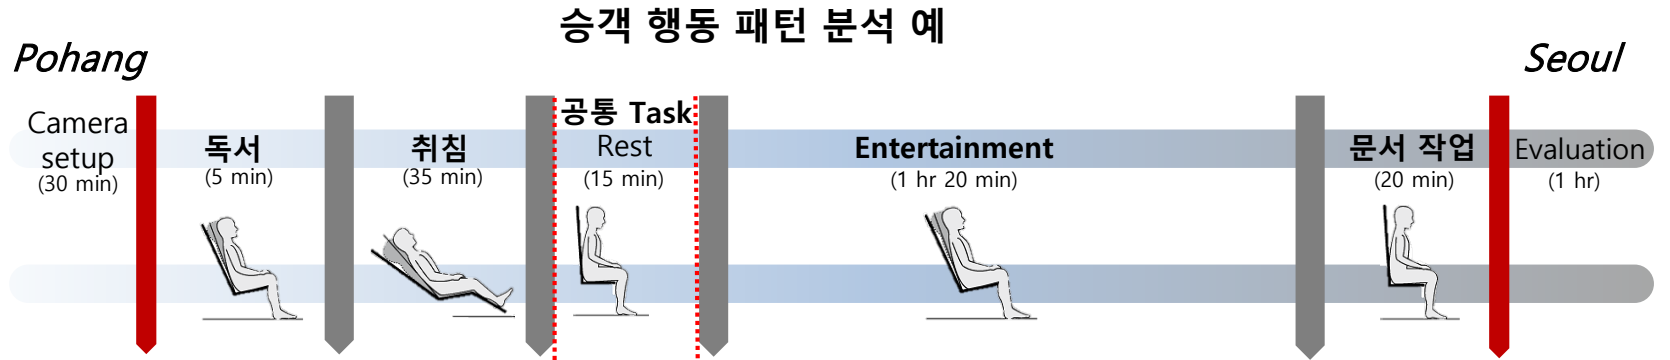 승객 행동 패턴 분석 예
Pohang
Seoul
Camera
setup
(30 min)
독서
(5 min)
취침
(35 min)
공통 Task
Rest
(15 min)
Entertainment
(1 hr 20 min)
문서 작업
(20 min)
Evaluation
(1 hr)